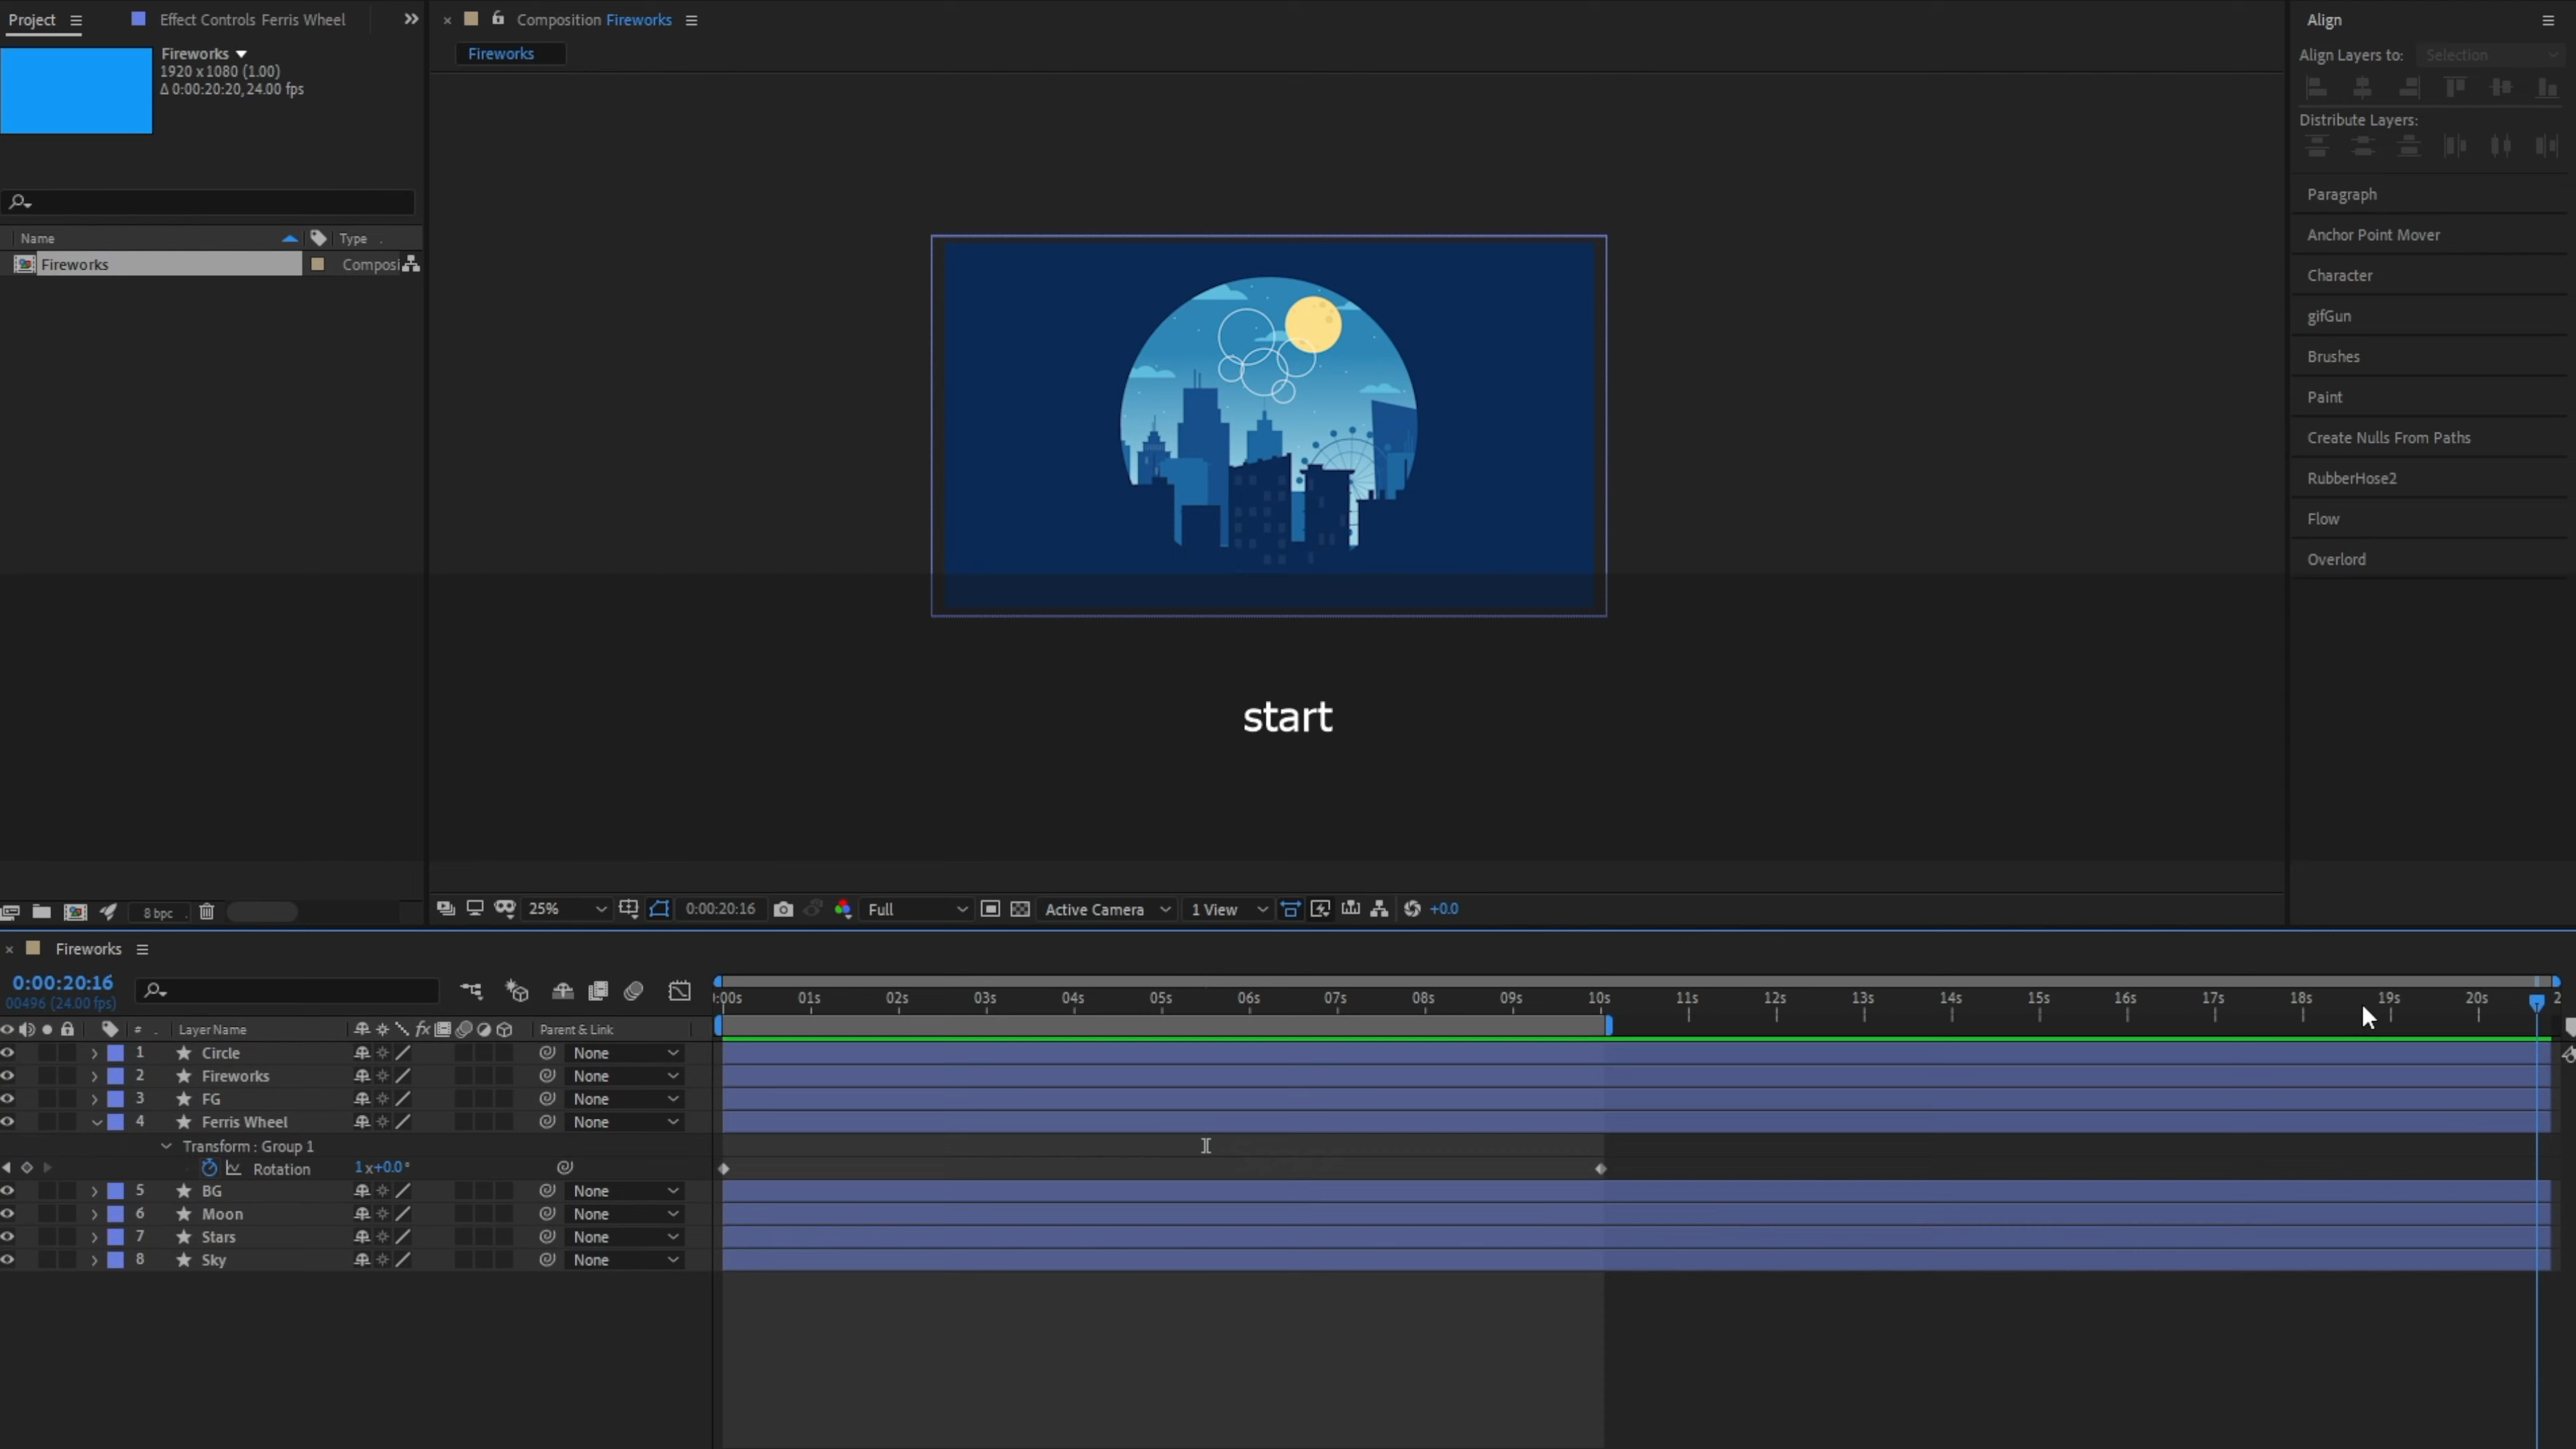 Project
Effect Controls Ferris Wheel
Composition Fireworks
Align
Fireworks
1920 x 1080 (1.00)
Δ 0:00:20:20, 24.00 fps
Fireworks
Align Layers to: Selection
Distribute Layers:
Name Type
Fireworks Composi
Paragraph
Anchor Point Mover
Character
gifGun
Brushes
Paint
Create Nulls From Paths
RubberHose2
Flow
Overlord
start
8 bpc
25% 0:00:20:16 Full Active Camera 1 View +0.0
Fireworks
0:00:20:16
00496 (24.00 fps)
:00s 01s 02s 03s 04s 05s 06s 07s 08s 09s 10s 11s 12s 13s 14s 15s 16s 17s 18s 19s 20s 2
# Layer Name fx Parent & Link
1 Circle None
2 Fireworks None
3 FG None
4 Ferris Wheel None
Transform : Group 1
Rotation 1x+0.0°
5 BG None
6 Moon None
7 Stars None
8 Sky None